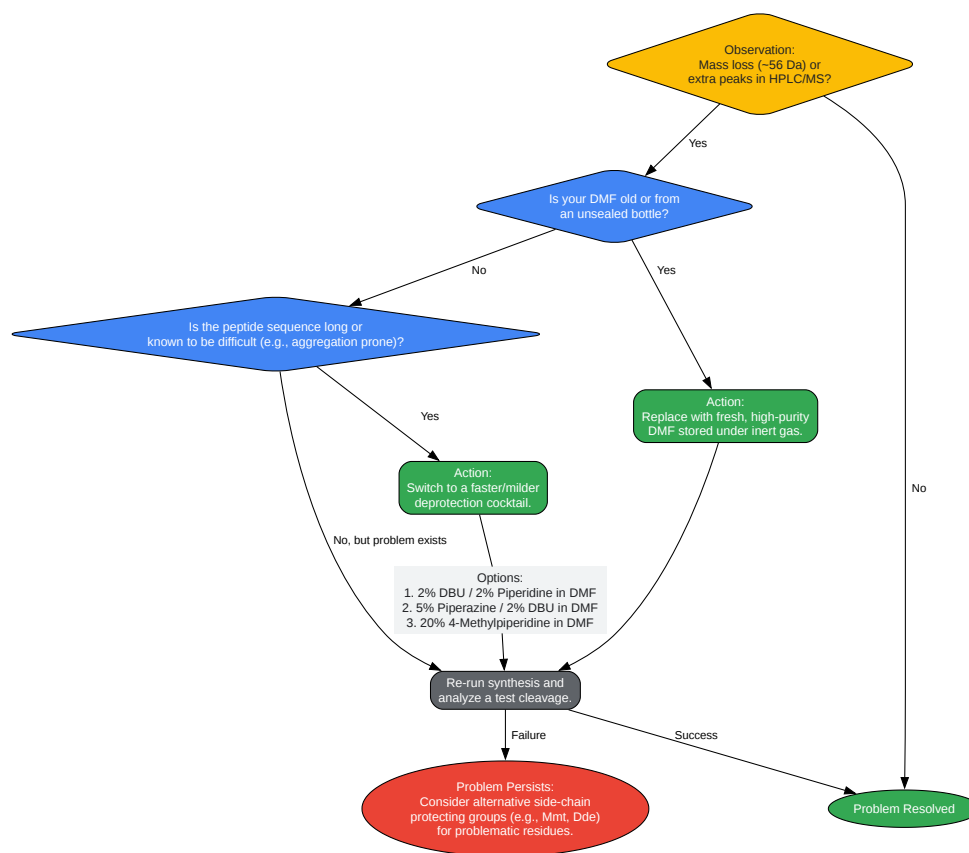 Observation:
Mass loss (~56 Da) or
extra peaks in HPLC/MS?
Yes
Is your DMF old or from
an unsealed bottle?
No
Yes
Is the peptide sequence long or
known to be difficult (e.g., aggregation prone)?
Action:
Replace with fresh, high-purity
DMF stored under inert gas.
Yes
Action:
Switch to a faster/milder
deprotection cocktail.
No
No, but problem exists
Options:
1. 2% DBU / 2% Piperidine in DMF
2. 5% Piperazine / 2% DBU in DMF
3. 20% 4-Methylpiperidine in DMF
Re-run synthesis and
analyze a test cleavage.
Failure
Success
Problem Persists:
Consider alternative side-chain
protecting groups (e.g., Mmt, Dde)
for problematic residues.
Problem Resolved